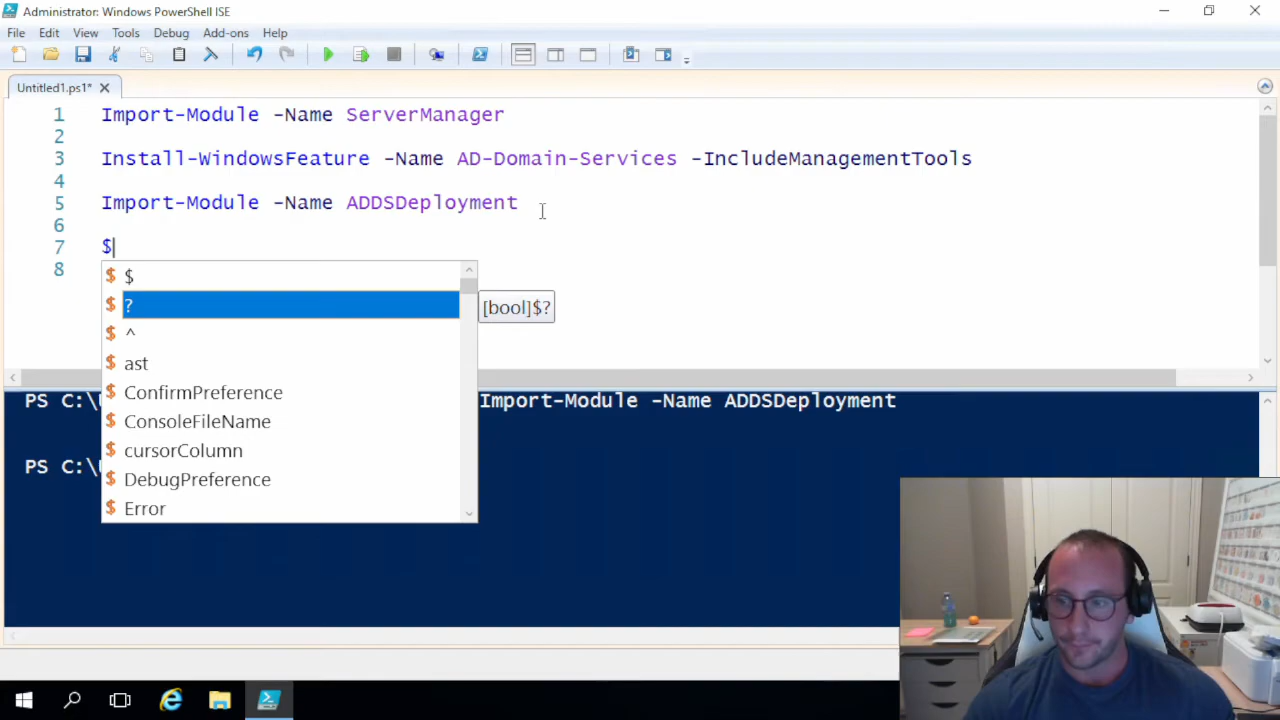 Administrator: Windows PowerShell ISE
File Edit View Tools Debug Add-ons Help
Untitled1.ps1*
1 Import-Module -Name ServerManager
2
3 Install-WindowsFeature -Name AD-Domain-Services -IncludeManagementTools
4
5 Import-Module -Name ADDSDeployment
6
7 $
8
$ $
$ ?
[bool]$?
$ ^
$ ast
$ ConfirmPreference
$ ConsoleFileName
$ cursorColumn
$ DebugPreference
$ Error
PS C:\ Import-Module -Name ADDSDeployment
PS C:\